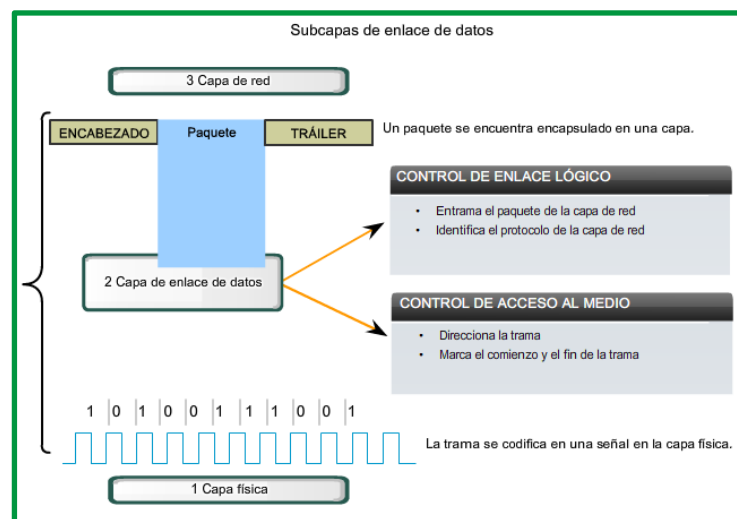 Subcapas de enlace de datos
3 Capa de red
ENCABEZADO Paquete TRÁILER
Un paquete se encuentra encapsulado en una capa.
CONTROL DE ENLACE LÓGICO
• Entrama el paquete de la capa de red
• Identifica el protocolo de la capa de red
2 Capa de enlace de datos
CONTROL DE ACCESO AL MEDIO
• Direcciona la trama
• Marca el comienzo y el fin de la trama
1 0 1 0 0 1 1 1 0 0 1
La trama se codifica en una señal en la capa física.
1 Capa física